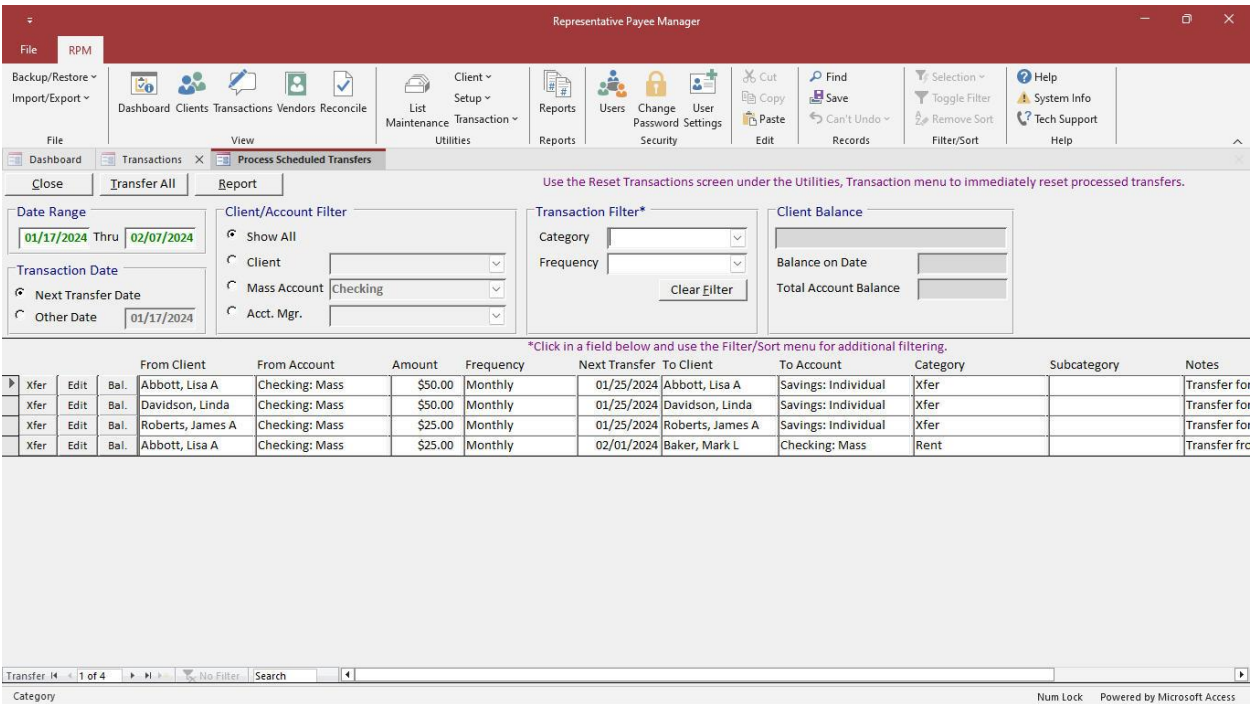 Representative Payee Manager
File RPM
Backup/Restore
Import/Export
File
Dashboard Clients Transactions Vendors Reconcile
View
List Maintenance
Client
Setup
Transaction
Utilities
Reports
Reports
Users Change Password User Settings
Security
Cut
Copy
Paste
Edit
Find
Save
Can't Undo
Records
Selection
Toggle Filter
Remove Sort
Filter/Sort
Help
System Info
Tech Support
Help
Dashboard Transactions X Process Scheduled Transfers
Close Transfer All Report Use the Reset Transactions screen under the Utilities, Transaction menu to immediately reset processed transfers.
Date Range
01/17/2024 Thru 02/07/2024
Transaction Date
Next Transfer Date
Other Date 01/17/2024
Client/Account Filter
Show All
Client
Mass Account Checking
Acct. Mgr.
Transaction Filter*
Category
Frequency
Clear Filter
Client Balance
Balance on Date
Total Account Balance
*Click in a field below and use the Filter/Sort menu for additional filtering.
From Client From Account Amount Frequency Next Transfer To Client To Account Category Subcategory Notes
Xfer Edit Bal. Abbott, Lisa A Checking: Mass $50.00 Monthly 01/25/2024 Abbott, Lisa A Savings: Individual Xfer Transfer for
Xfer Edit Bal. Davidson, Linda Checking: Mass $50.00 Monthly 01/25/2024 Davidson, Linda Savings: Individual Xfer Transfer for
Xfer Edit Bal. Roberts, James A Checking: Mass $25.00 Monthly 01/25/2024 Roberts, James A Savings: Individual Xfer Transfer for
Xfer Edit Bal. Abbott, Lisa A Checking: Mass $25.00 Monthly 02/01/2024 Baker, Mark L Checking: Mass Rent Transfer fro
Transfer 1 of 4 No Filter Search
Category Num Lock Powered by Microsoft Access